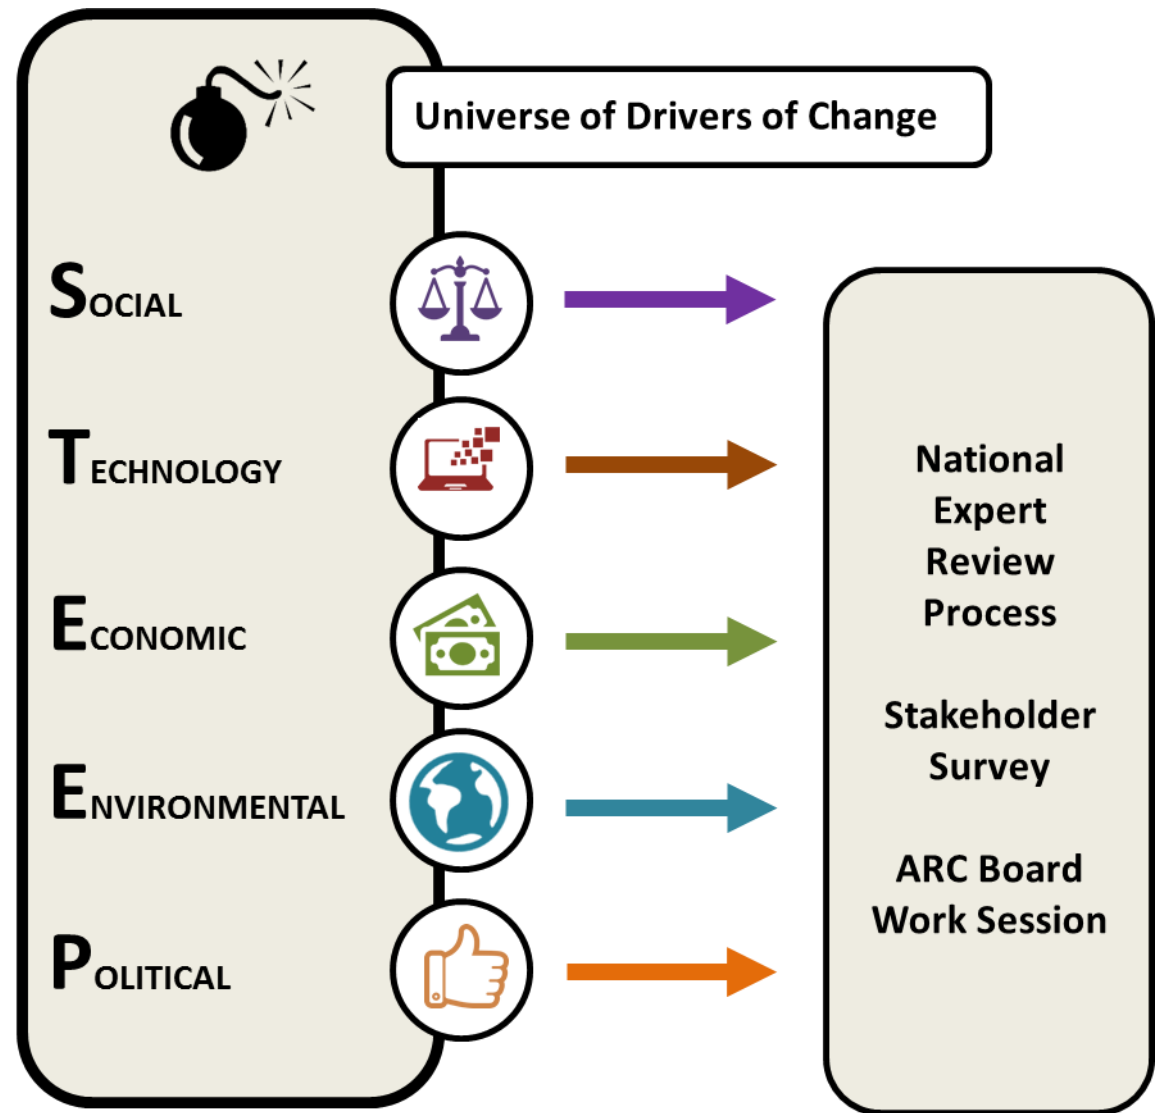 Universe of Drivers of Change
SOCIAL
TECHNOLOGY
ECONOMIC
ENVIRONMENTAL
POLITICAL
National
Expert
Review
Process
Stakeholder
Survey
ARC Board
Work Session